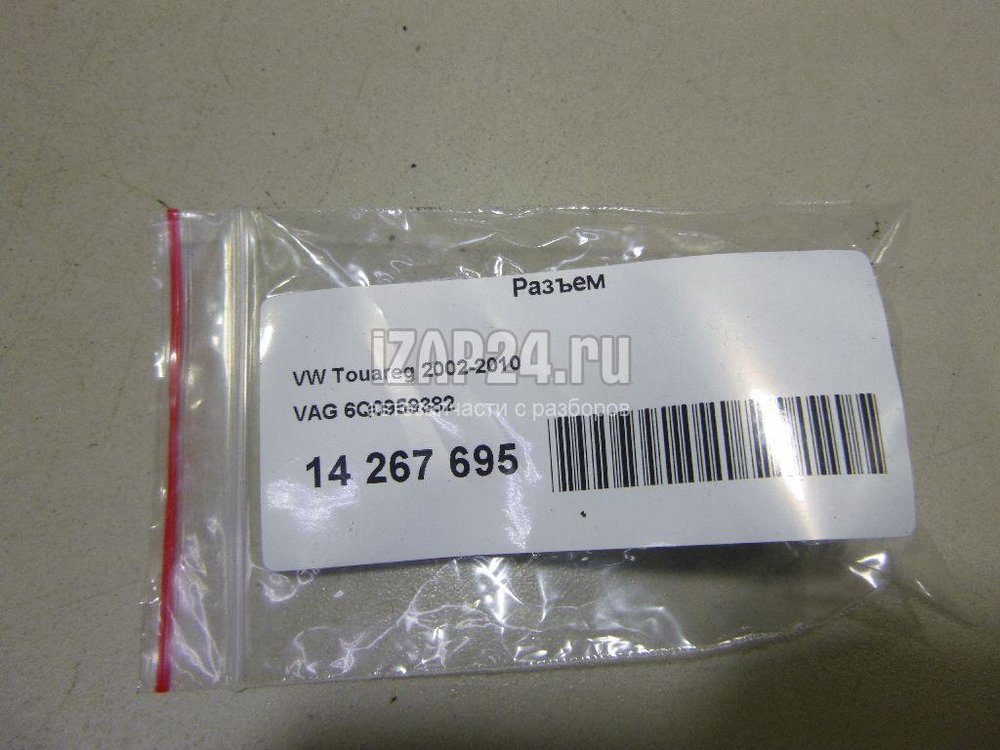 Разъем
iZAP24.ru
VW Touareg 2002-2010
VAG 6Q0959382
части с разборов
14 267 695